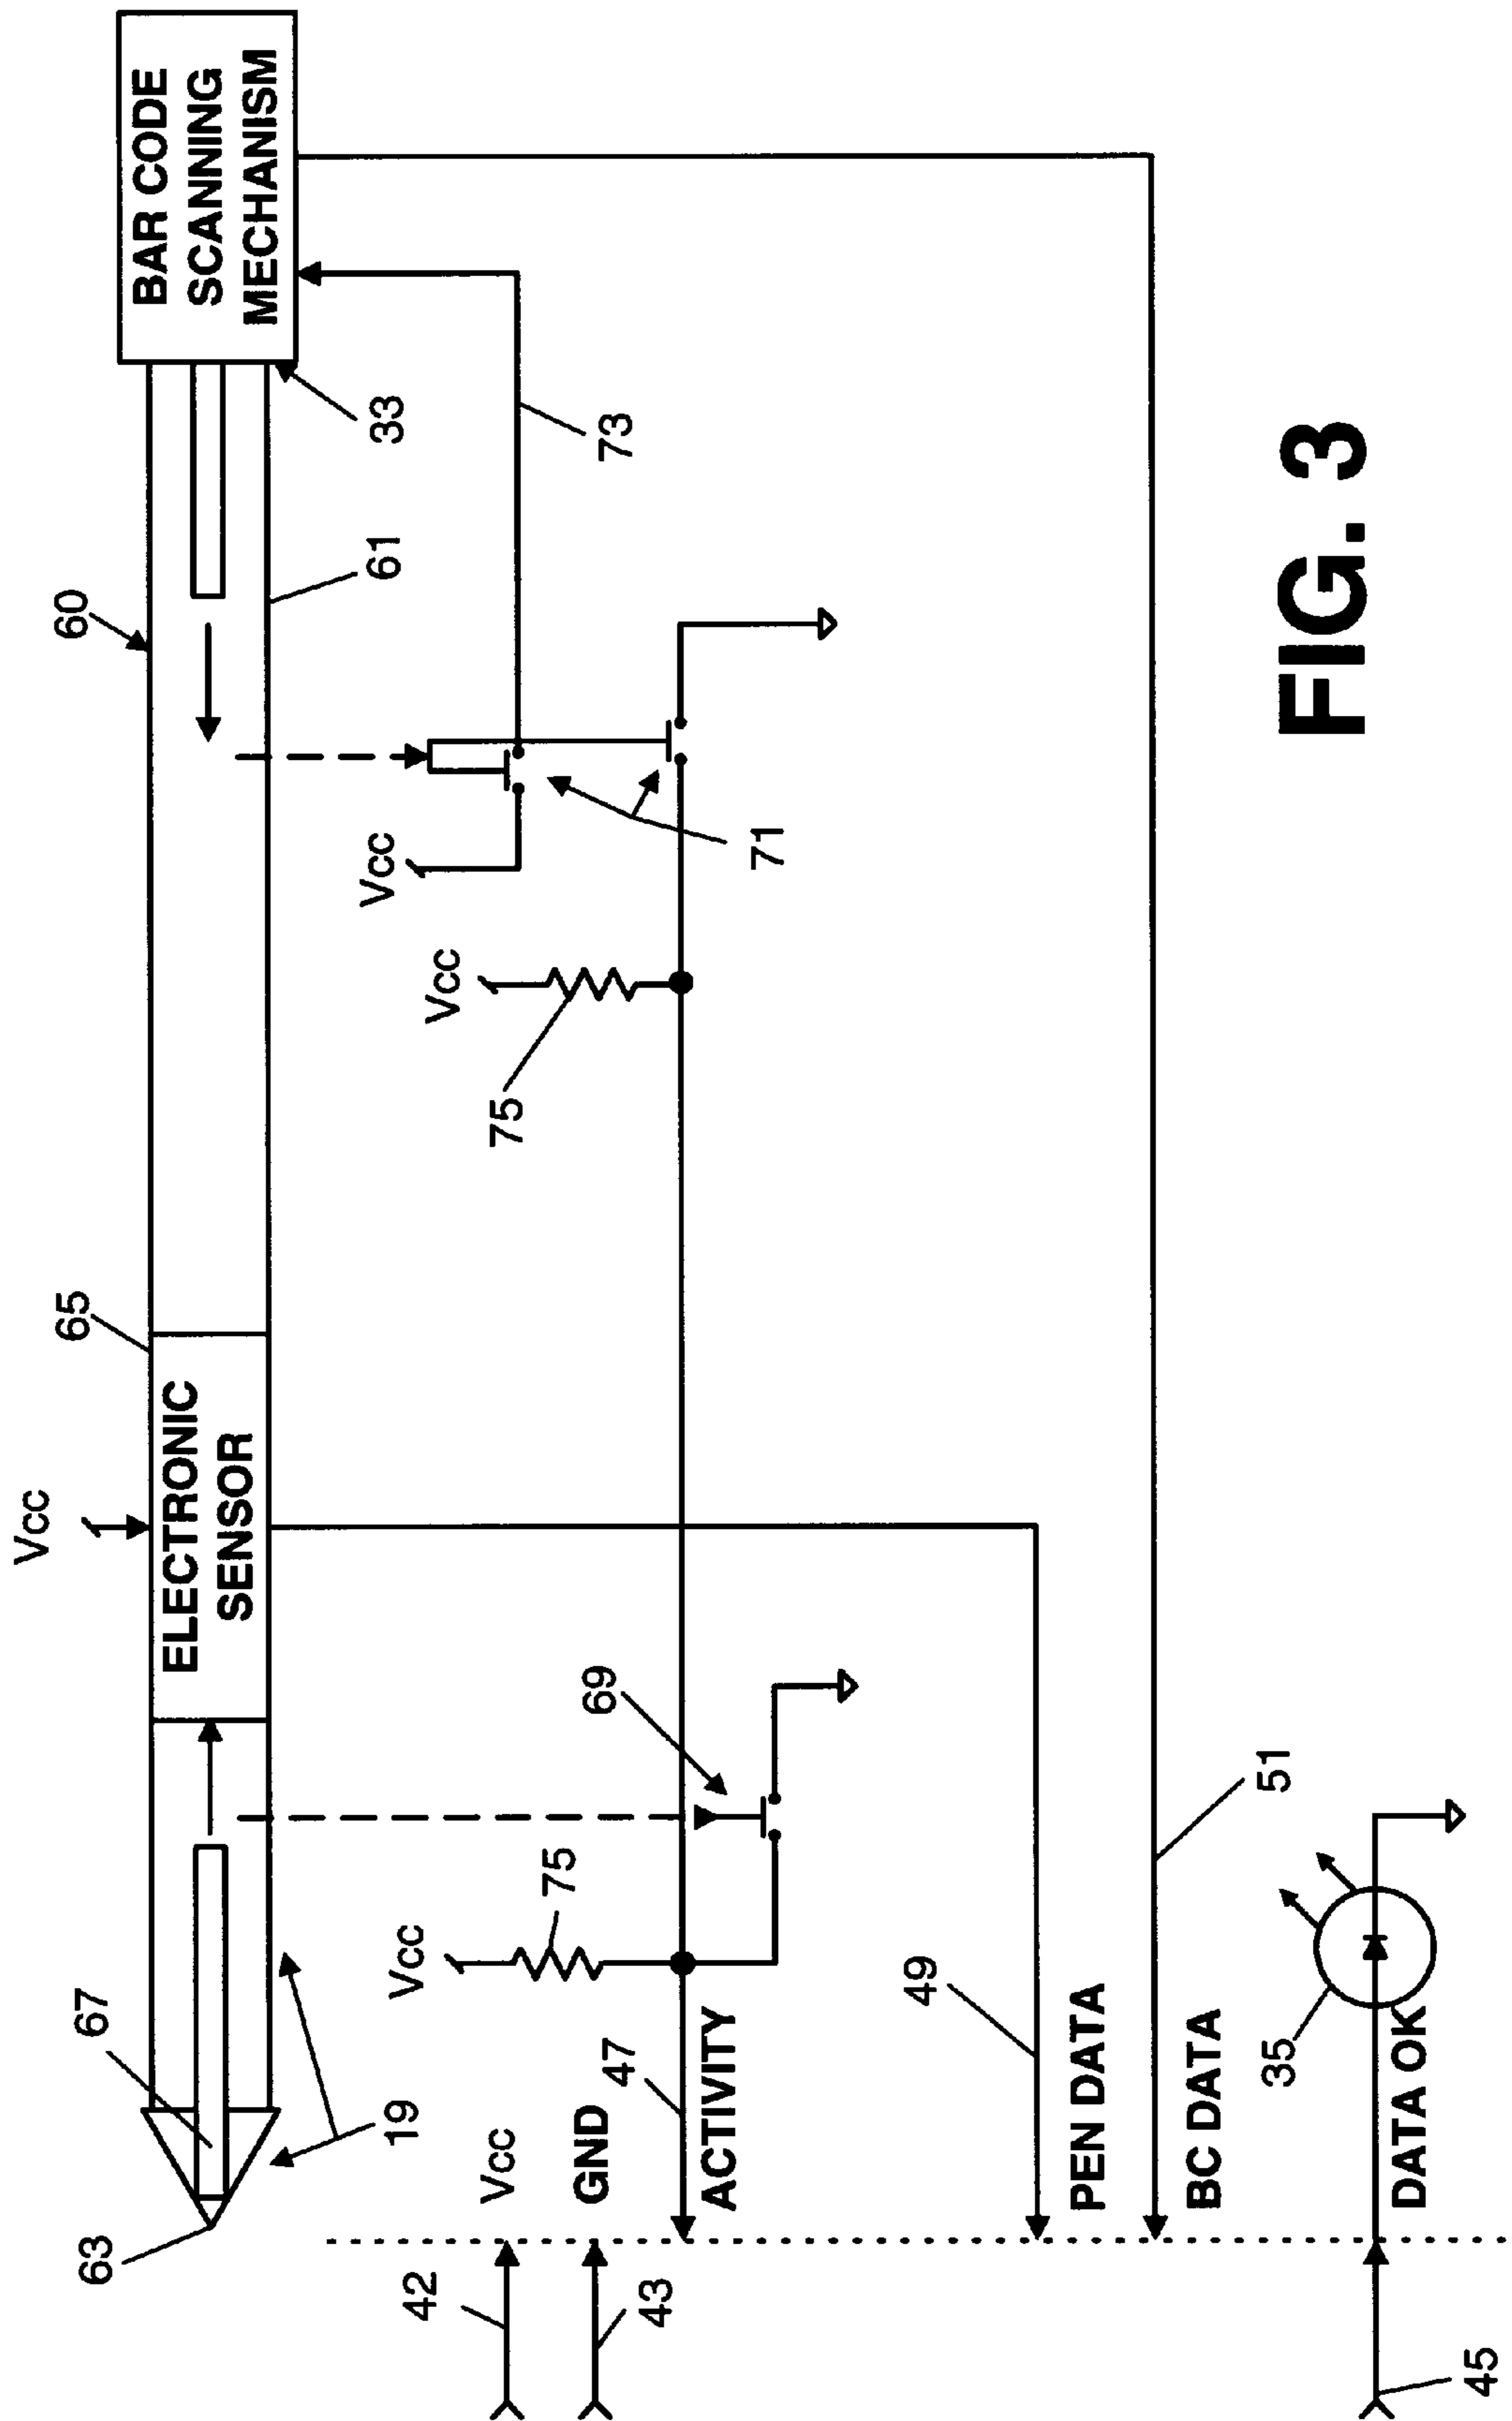 Vcc
65
60
67
63
ELECTRONIC
SENSOR
BAR CODE
SCANNING
MECHANISM
19
33
61
73
Vcc
Vcc
75
71
Vcc
75
69
42
Vcc
43
GND
47
ACTIVITY
49
PEN DATA
51
BC DATA
35
DATA OK
45
FIG. 3